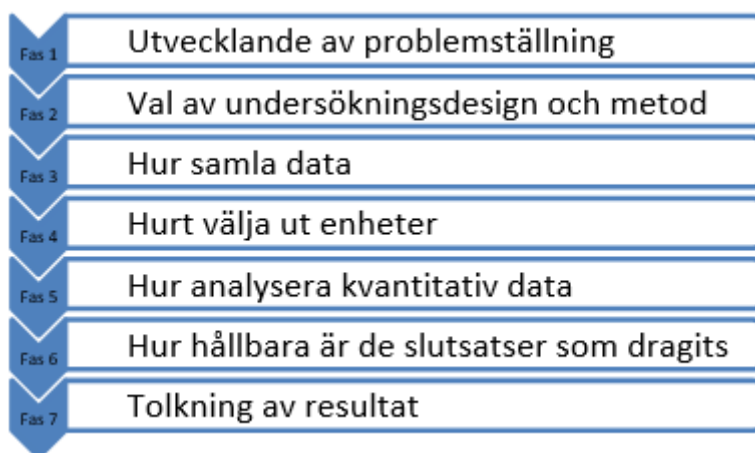 Fas 1 Utvecklande av problemställning
Fas 2 Val av undersökningsdesign och metod
Fas 3 Hur samla data
Fas 4 Hurt välja ut enheter
Fas 5 Hur analysera kvantitativ data
Fas 6 Hur hållbara är de slutsatser som dragits
Fas 7 Tolkning av resultat